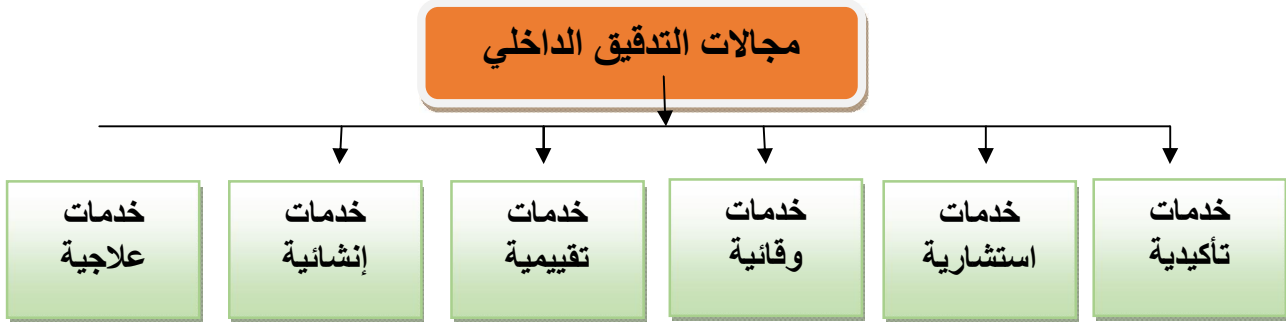 مجالات التدقيق الداخلي
خدمات
تأكيدية
خدمات
استشارية
خدمات
وقائية
خدمات
تقييمية
خدمات
إنشائية
خدمات
علاجية